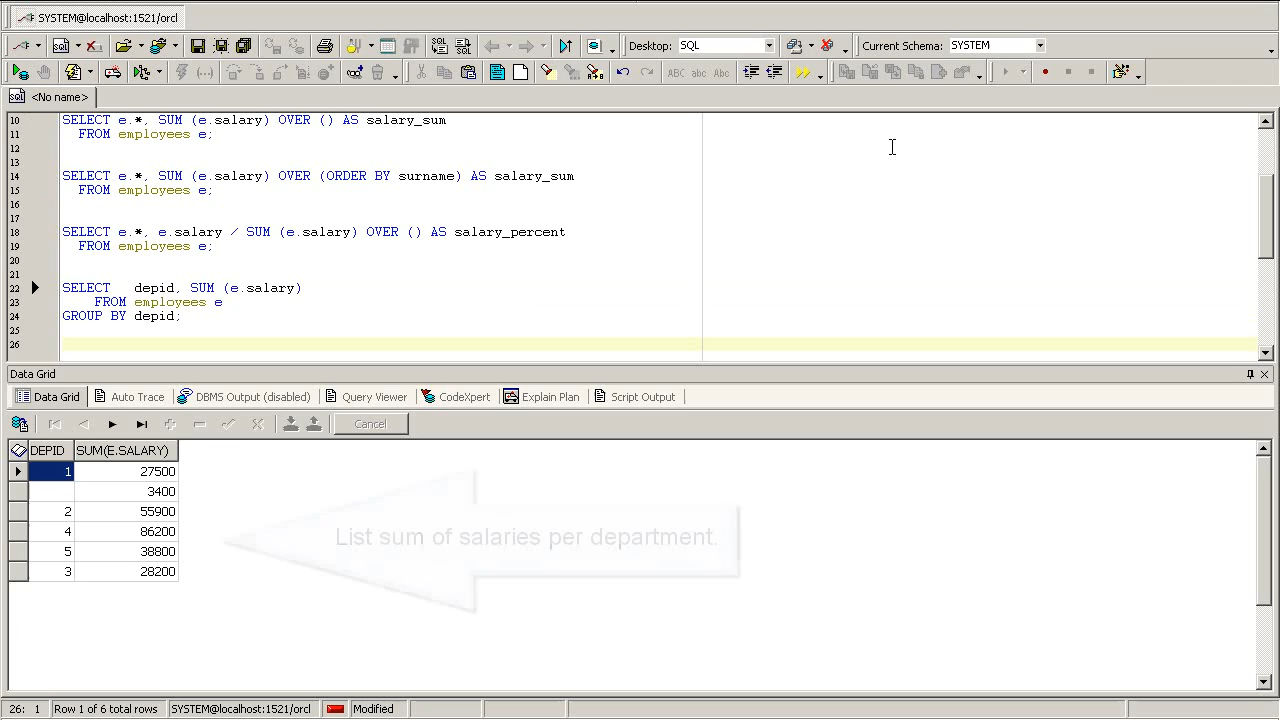 SYSTEM@localhost:1521/orcl
Desktop: SQL Current Schema: SYSTEM
<No name>
10 SELECT e.*, SUM (e.salary) OVER () AS salary_sum
11 FROM employees e;
12
13
14 SELECT e.*, SUM (e.salary) OVER (ORDER BY surname) AS salary_sum
15 FROM employees e;
16
17
18 SELECT e.*, e.salary / SUM (e.salary) OVER () AS salary_percent
19 FROM employees e;
20
21
22 SELECT depid, SUM (e.salary)
23 FROM employees e
24 GROUP BY depid;
25
26
Data Grid
Data Grid Auto Trace DBMS Output (disabled) Query Viewer CodeXpert Explain Plan Script Output
Cancel
DEPID SUM(E.SALARY)
1 27500
3400
2 55900
4 86200
5 38800
3 28200
List sum of salaries per department.
26: 1 Row 1 of 6 total rows SYSTEM@localhost:1521/orcl Modified